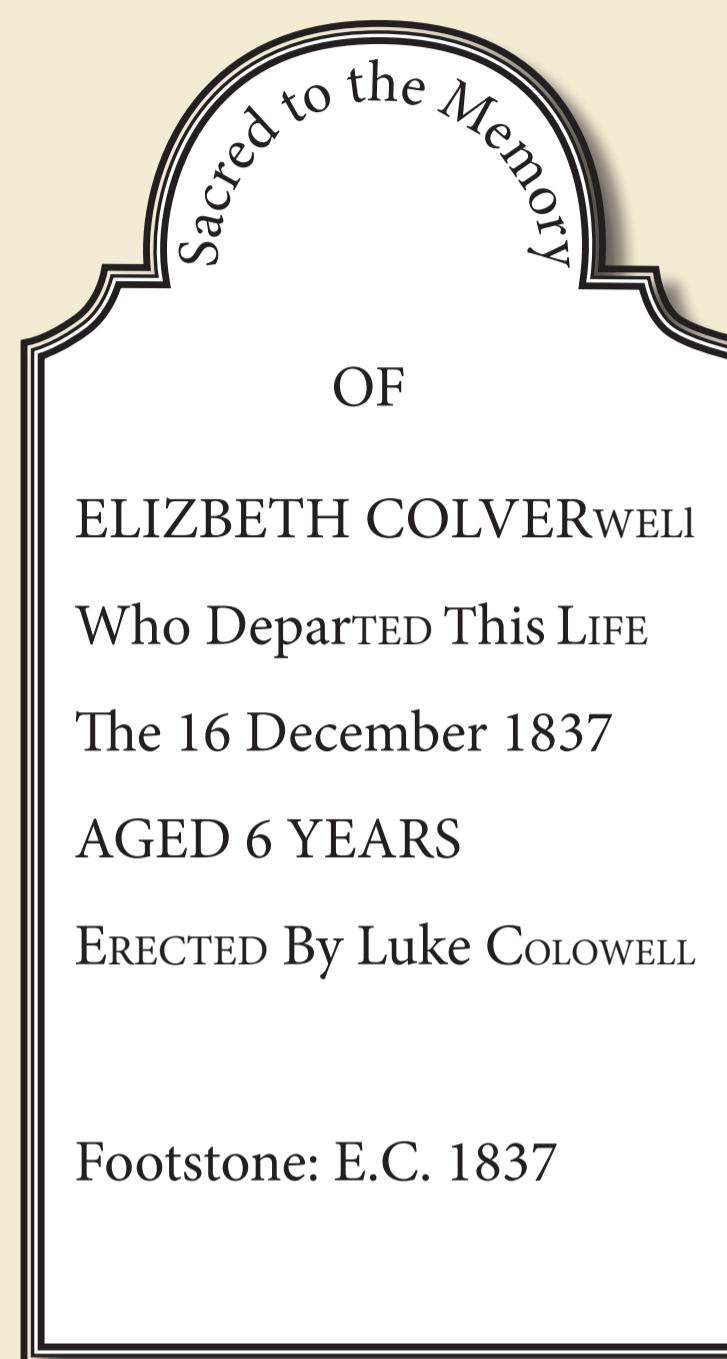 Sacred to the Memory
OF
ELIZBETH COLVERWELl
Who DeparTED This LIFE
The 16 December 1837
AGED 6 YEARS
ERECTED By Luke COLOWELL
Footstone: E.C. 1837